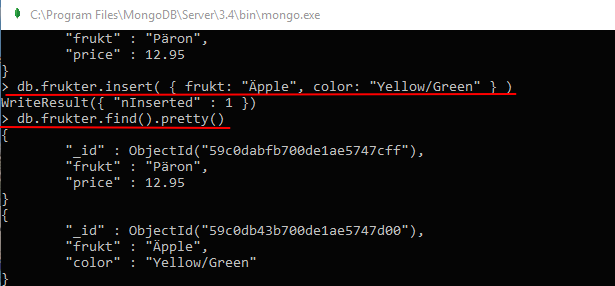 C:\Program Files\MongoDB\Server\3.4\bin\mongo.exe
"frukt" : "Päron",
"price" : 12.95
}
> db.frukter.insert( { frukt: "Äpple", color: "Yellow/Green" } )
WriteResult({ "nInserted" : 1 })
> db.frukter.find().pretty()
{
"_id" : ObjectId("59c0dabfb700de1ae5747cff"),
"frukt" : "Päron",
"price" : 12.95
}
{
"_id" : ObjectId("59c0db43b700de1ae5747d00"),
"frukt" : "Äpple",
"color" : "Yellow/Green"
}